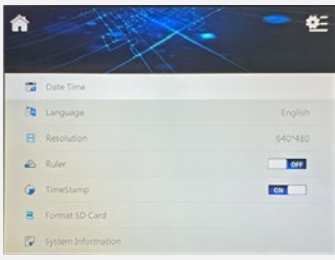 Date Time
Language English
Resolution 640*480
Ruler OFF
TimeStamp ON
Format SD Card
System Information